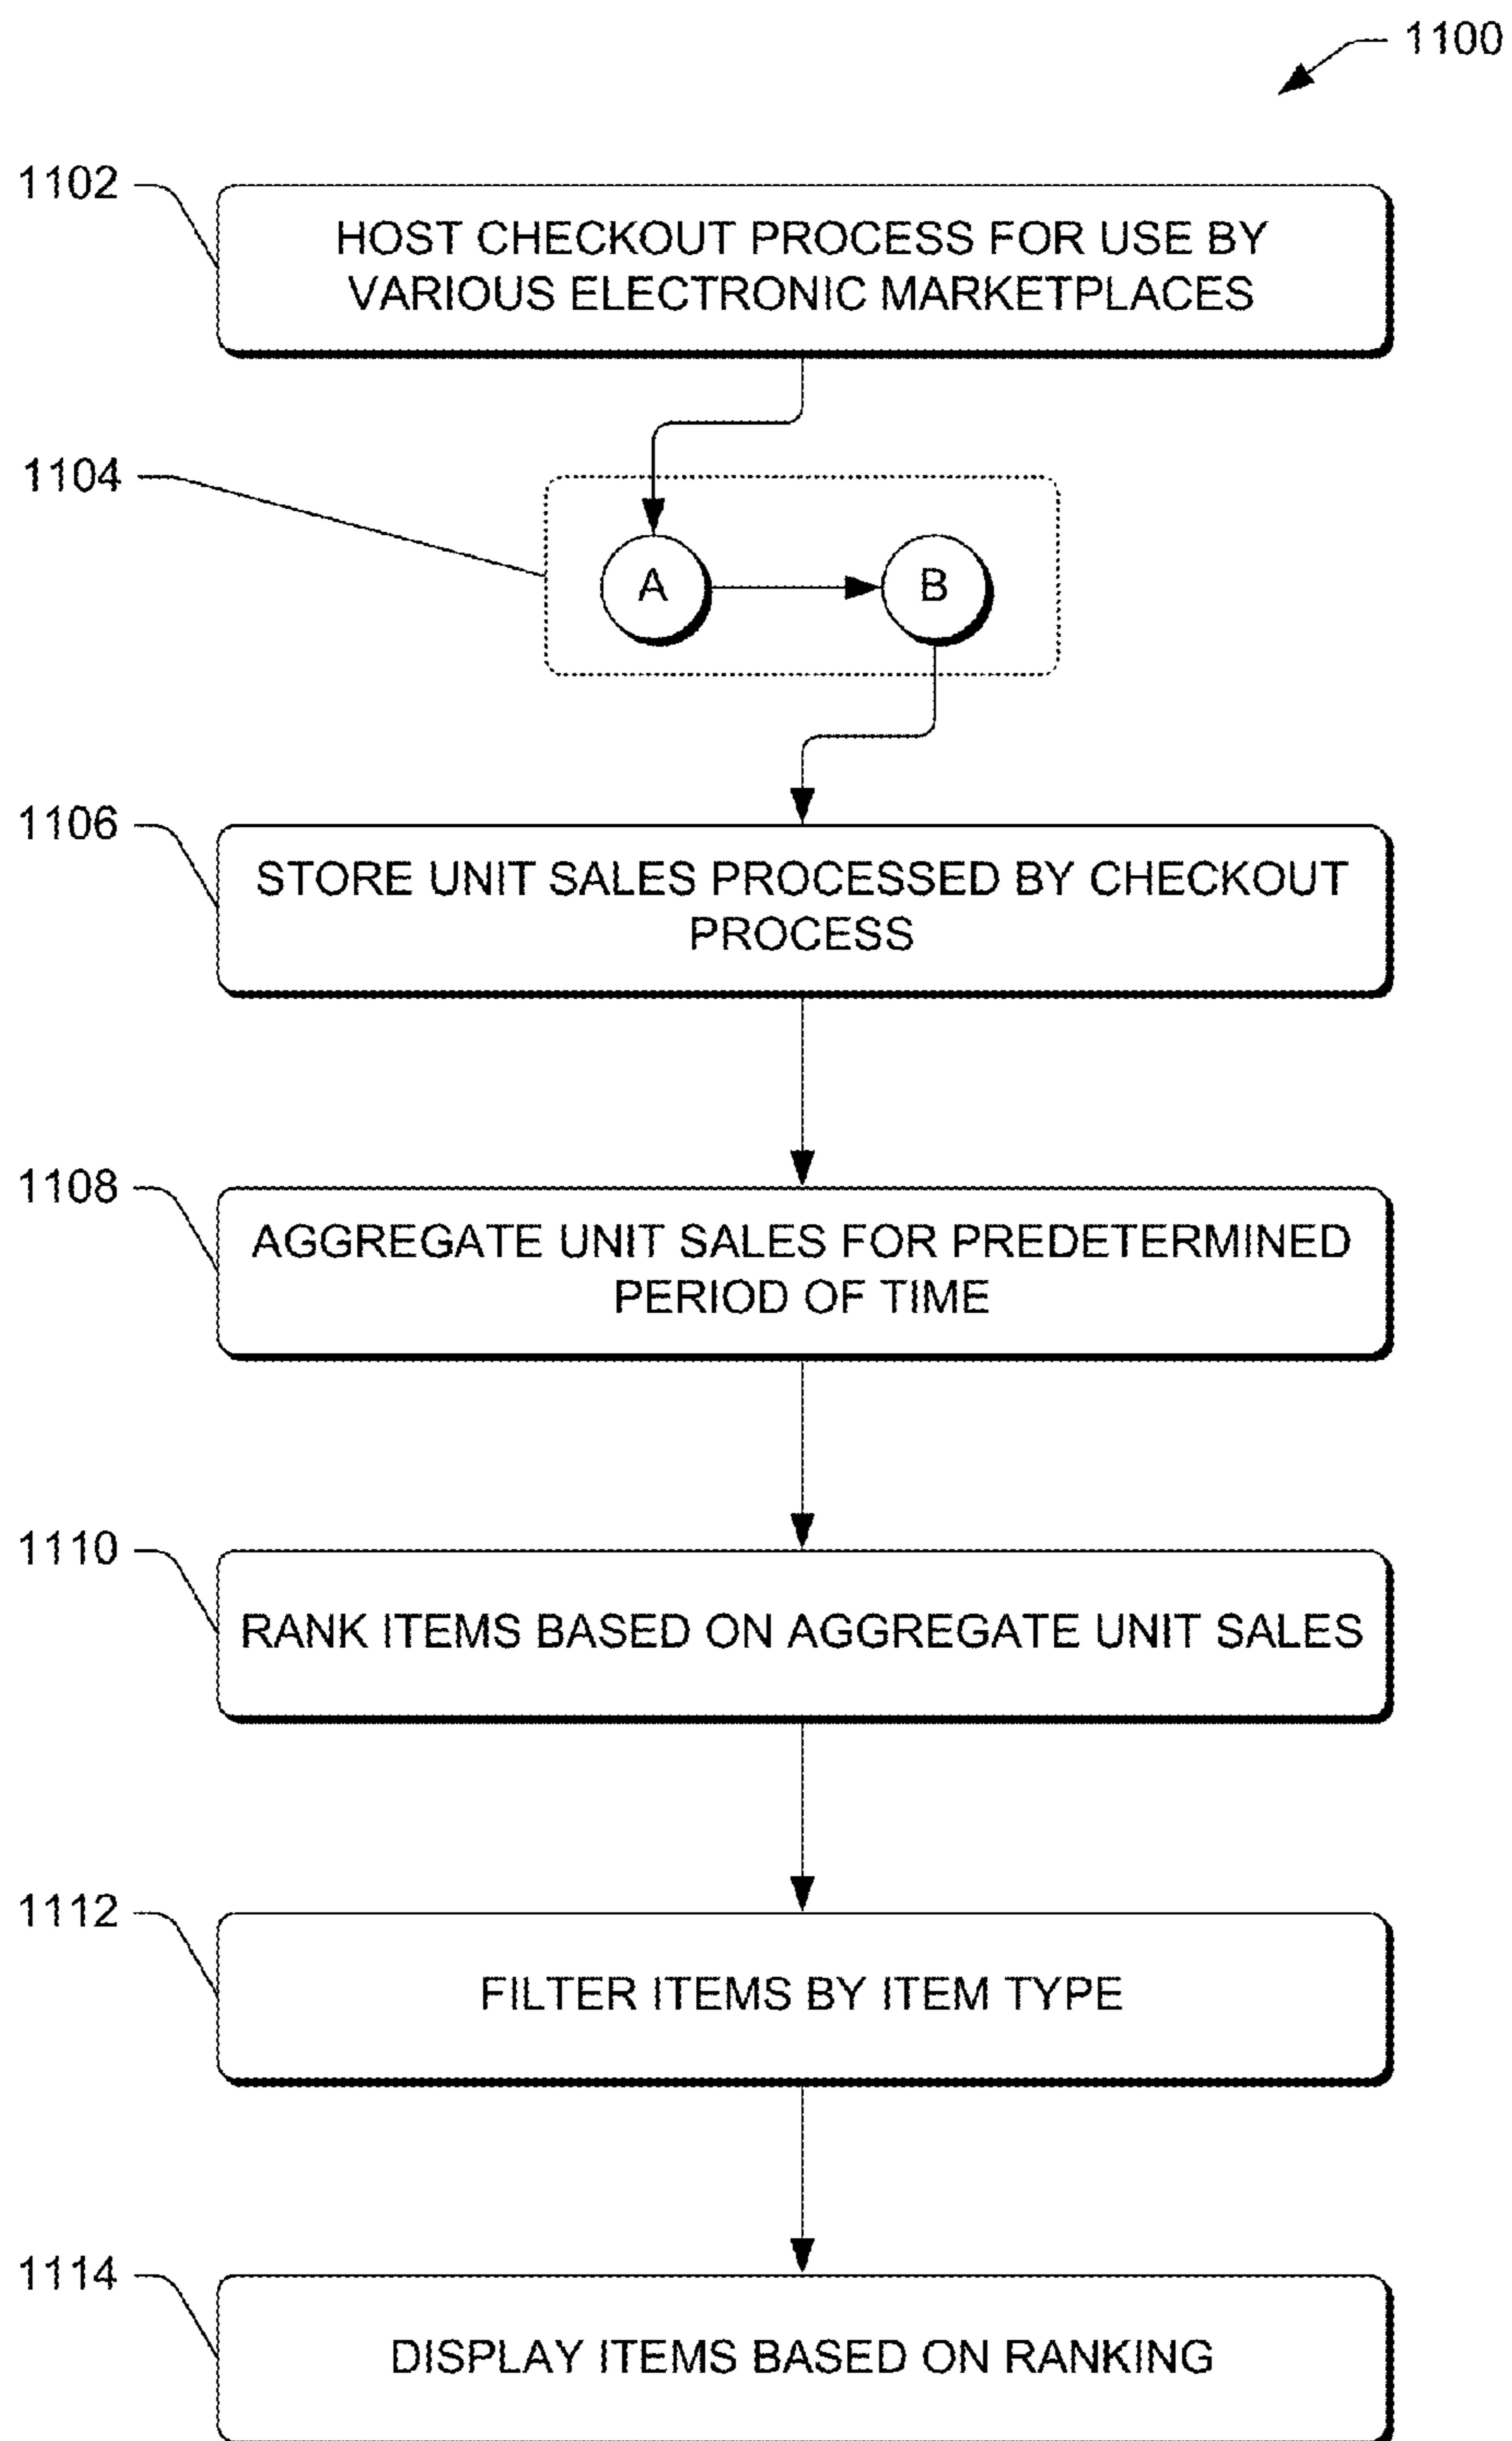 1100
1102
HOST CHECKOUT PROCESS FOR USE BY
VARIOUS ELECTRONIC MARKETPLACES
1104
A
B
1106
STORE UNIT SALES PROCESSED BY CHECKOUT
PROCESS
1108
AGGREGATE UNIT SALES FOR PREDETERMINED
PERIOD OF TIME
1110
RANK ITEMS BASED ON AGGREGATE UNIT SALES
1112
FILTER ITEMS BY ITEM TYPE
1114
DISPLAY ITEMS BASED ON RANKING